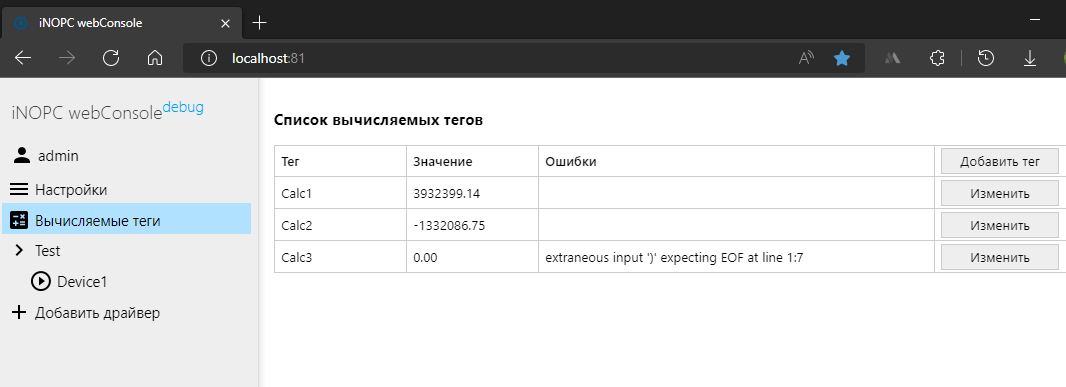 iNOPC webConsole
localhost:81
iNOPC webConsole debug
admin
Настройки
Вычисляемые теги
Test
Device1
Добавить драйвер
Список вычисляемых тегов
Тег Значение Ошибки Добавить тег
Calc1 3932399.14 Изменить
Calc2 -1332086.75 Изменить
Calc3 0.00 extraneous input ')' expecting EOF at line 1:7 Изменить